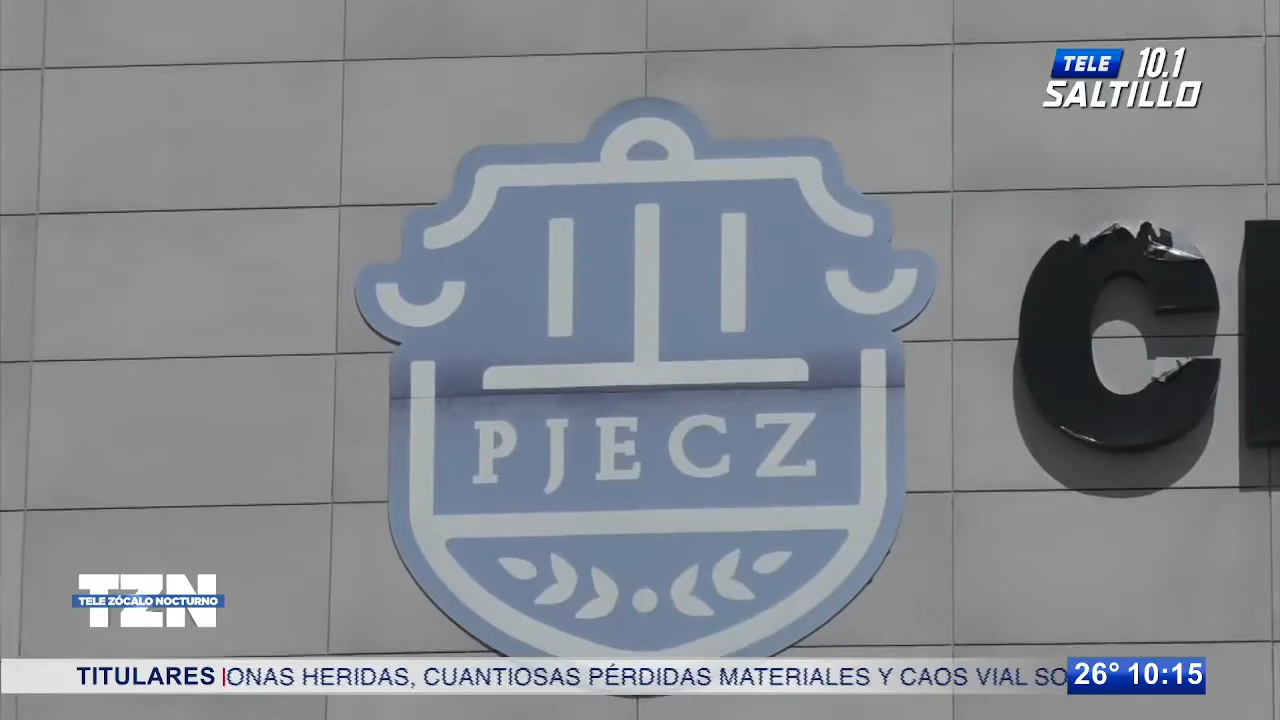 TELE 10.1
SALTILLO
C
PJECZ
TZN
TELE ZÓCALO NOCTURNO
TITULARES ONAS HERIDAS, CUANTIOSAS PÉRDIDAS MATERIALES Y CAOS VIAL SO 26° 10:15